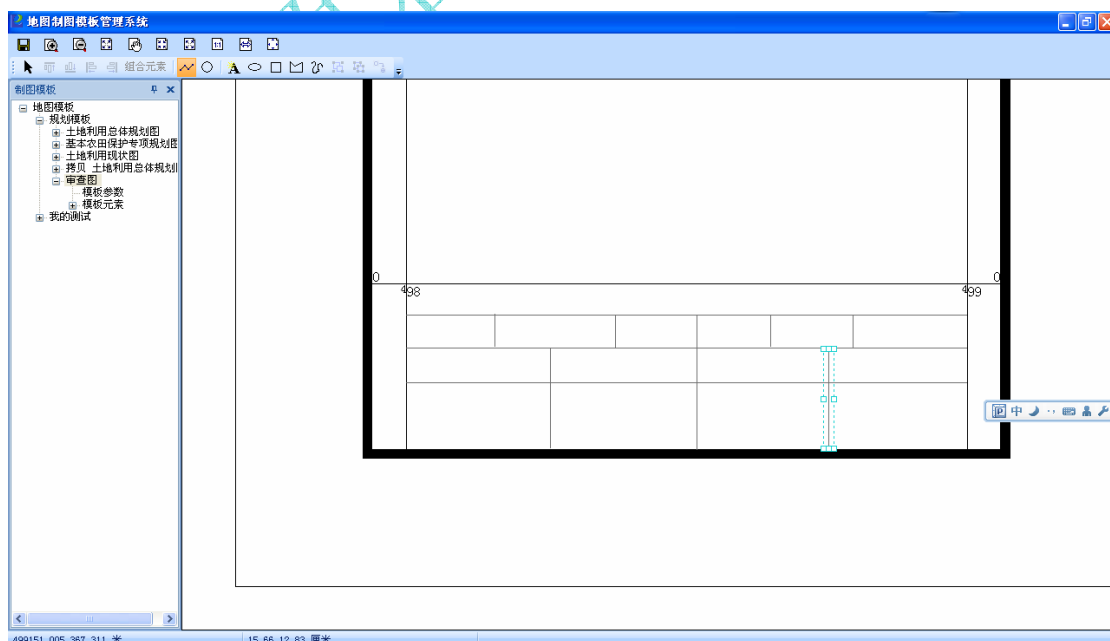 地图制图模板管理系统
1:1
组合元素
A
制图模板
地图模板
规划模板
土地利用总体规划图
基本农田保护专项规划图
土地利用现状图
拷贝 土地利用总体规划
审查图
模板参数
模板元素
我的测试
0 0
498 499
中
499151.005 367.311 米 15.66 12.83 厘米